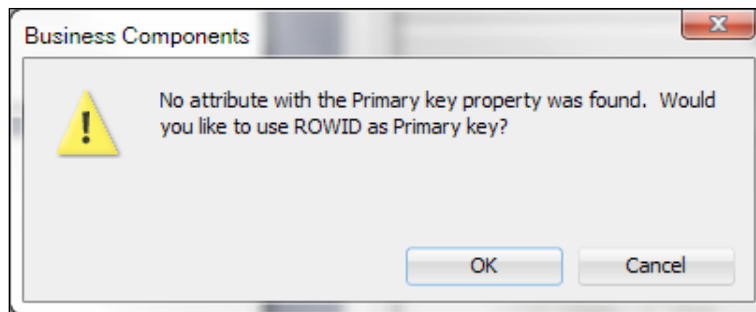 Business Components
No attribute with the Primary key property was found.  Would
you like to use ROWID as Primary key?
OK
Cancel